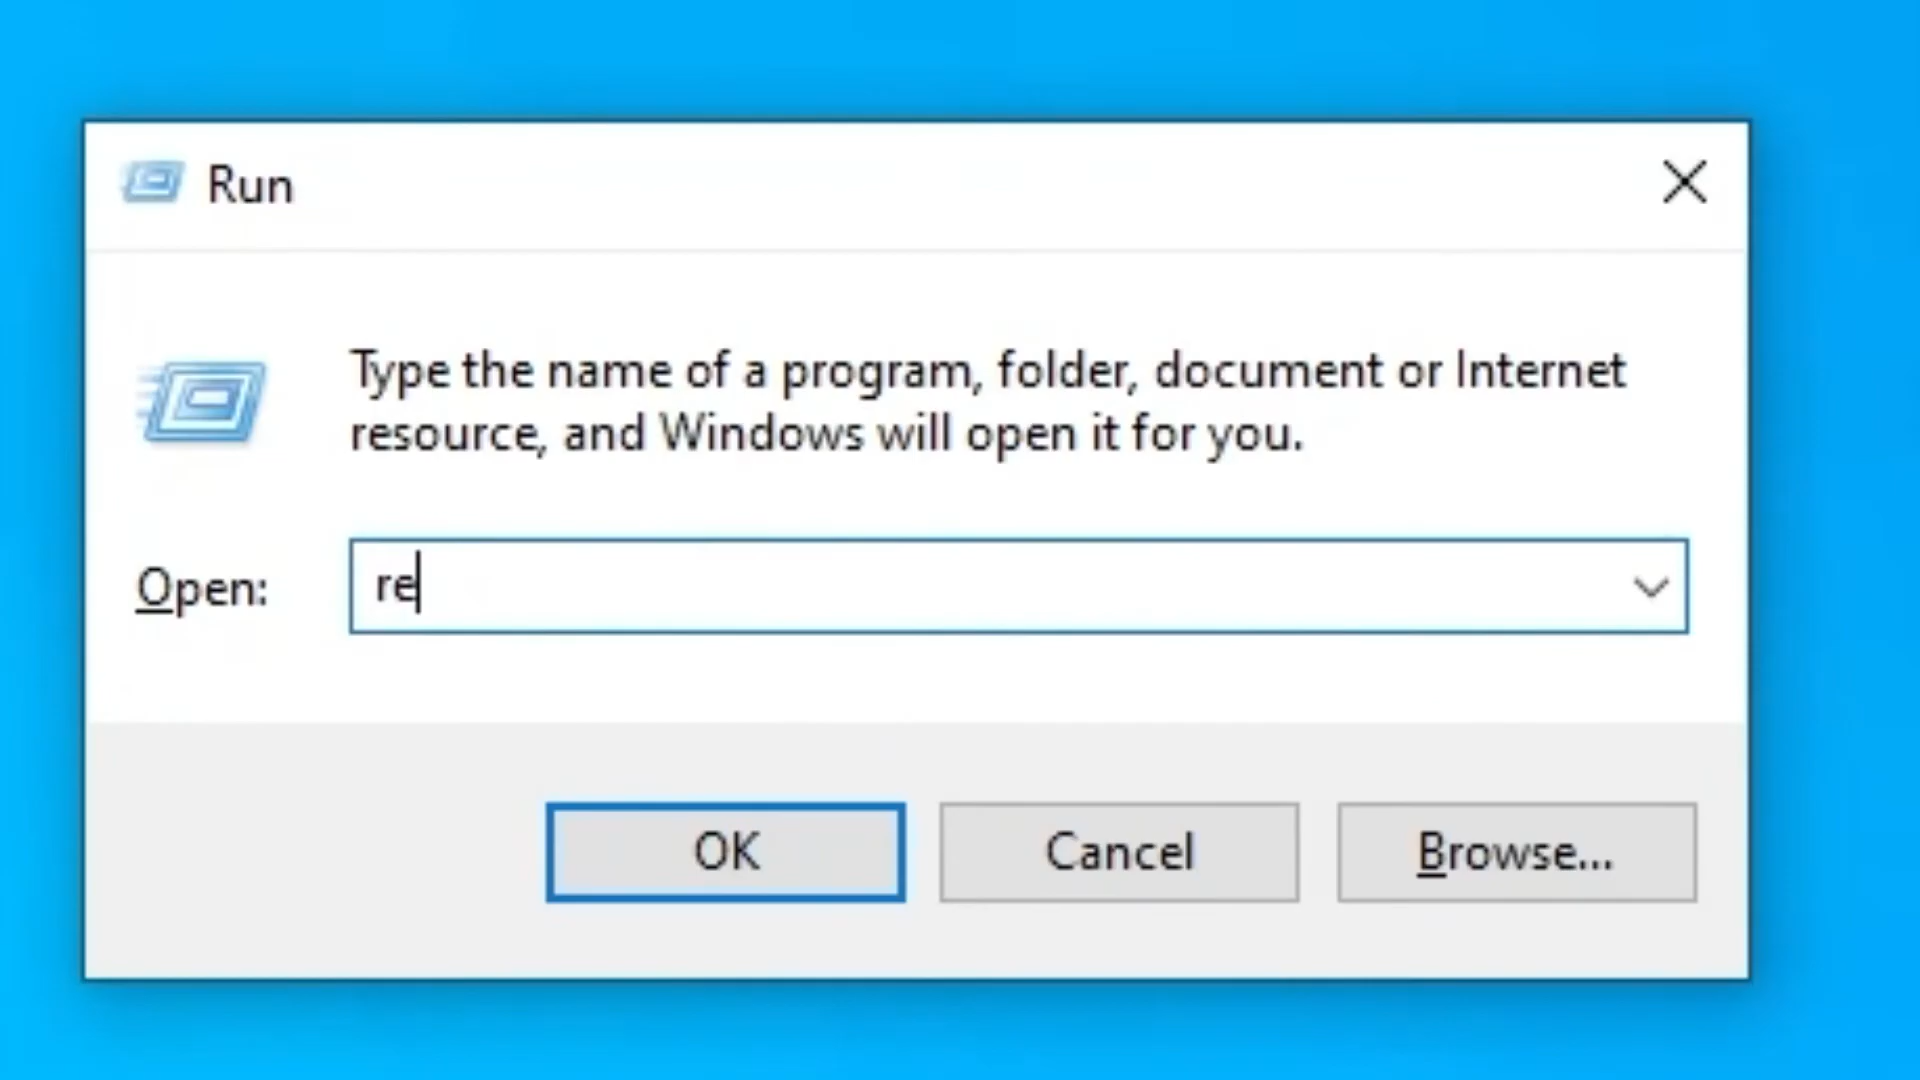 Run
Type the name of a program, folder, document or Internet
resource, and Windows will open it for you.
Open:
re
OK
Cancel
Browse...